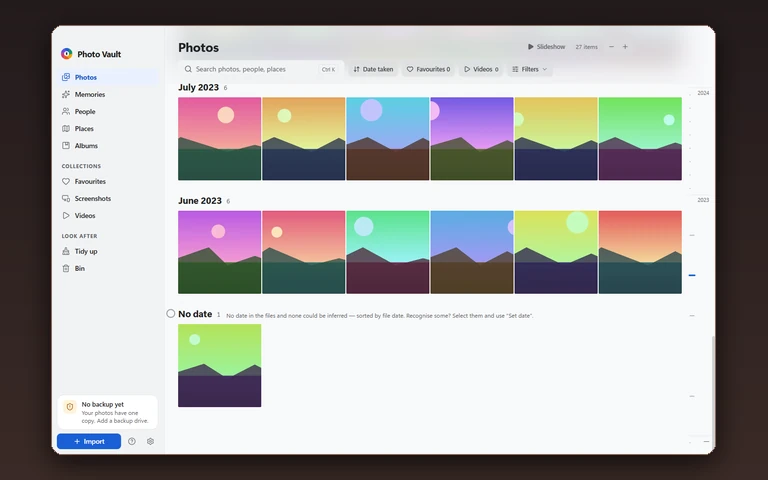 Photo Vault
Photos
Memories
People
Places
Albums
COLLECTIONS
Favourites
Screenshots
Videos
LOOK AFTER
Tidy up
Bin
No backup yet
Your photos have one
copy. Add a backup drive.
+ Import
Photos
Slideshow
27 items
− +
Search photos, people, places
Ctrl K
Date taken
Favourites 0
Videos 0
Filters
July 2023 6
June 2023 6
No date 1 No date in the files and none could be inferred — sorted by file date. Recognise some? Select them and use "Set date".
2024
2023